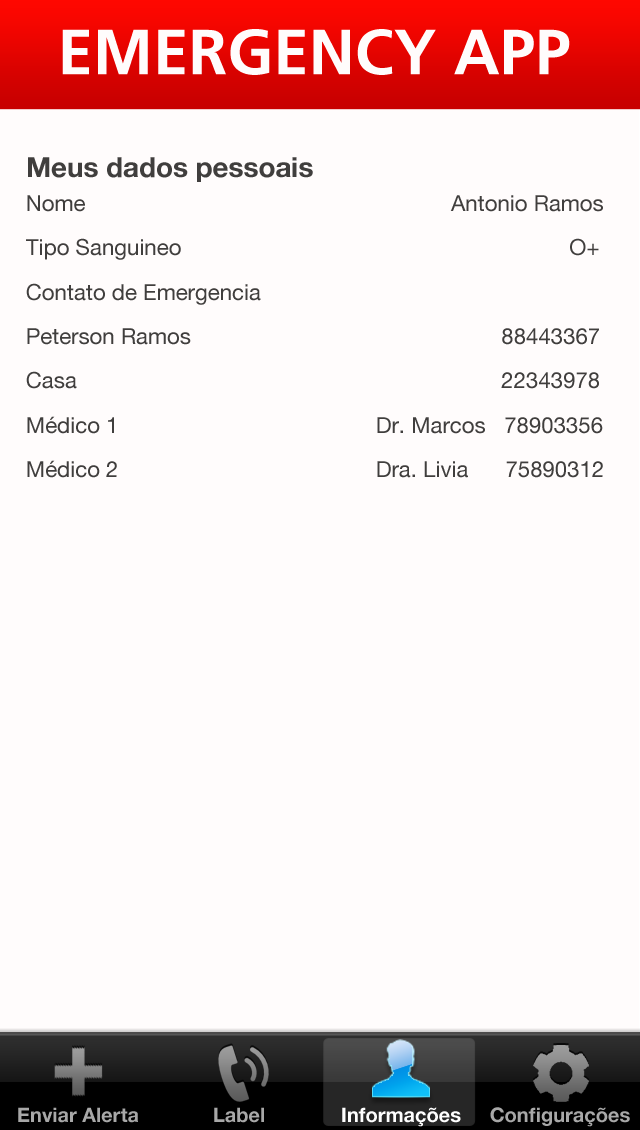 EMERGENCY APP
Meus dados pessoais
Nome Antonio Ramos
Tipo Sanguineo O+
Contato de Emergencia
Peterson Ramos 88443367
Casa 22343978
Médico 1 Dr. Marcos 78903356
Médico 2 Dra. Livia 75890312
Enviar Alerta Label Informações Configurações